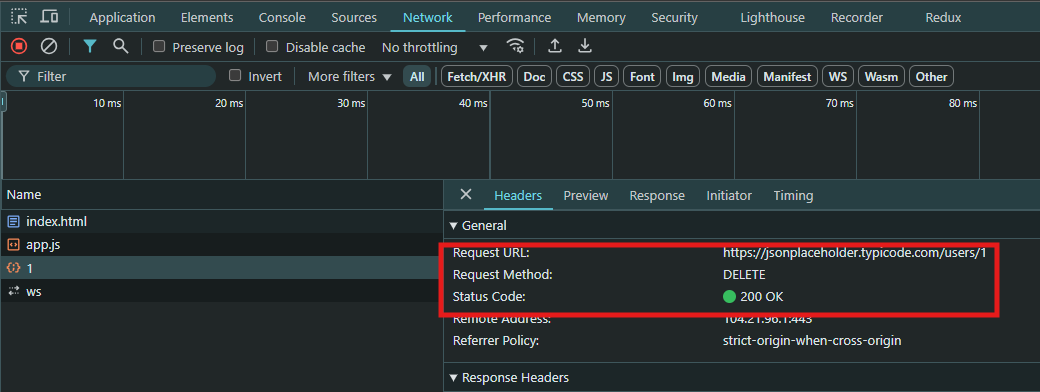 Application Elements Console Sources Network Performance Memory Security Lighthouse Recorder Redux
Preserve log Disable cache No throttling
Filter Invert More filters All Fetch/XHR Doc CSS JS Font Img Media Manifest WS Wasm Other
10 ms 20 ms 30 ms 40 ms 50 ms 60 ms 70 ms 80 ms
Name
index.html
app.js
1
ws
Headers Preview Response Initiator Timing
General
Request URL: https://jsonplaceholder.typicode.com/users/1
Request Method: DELETE
Status Code: 200 OK
Remote Address: 104.21.96.1:443
Referrer Policy: strict-origin-when-cross-origin
Response Headers